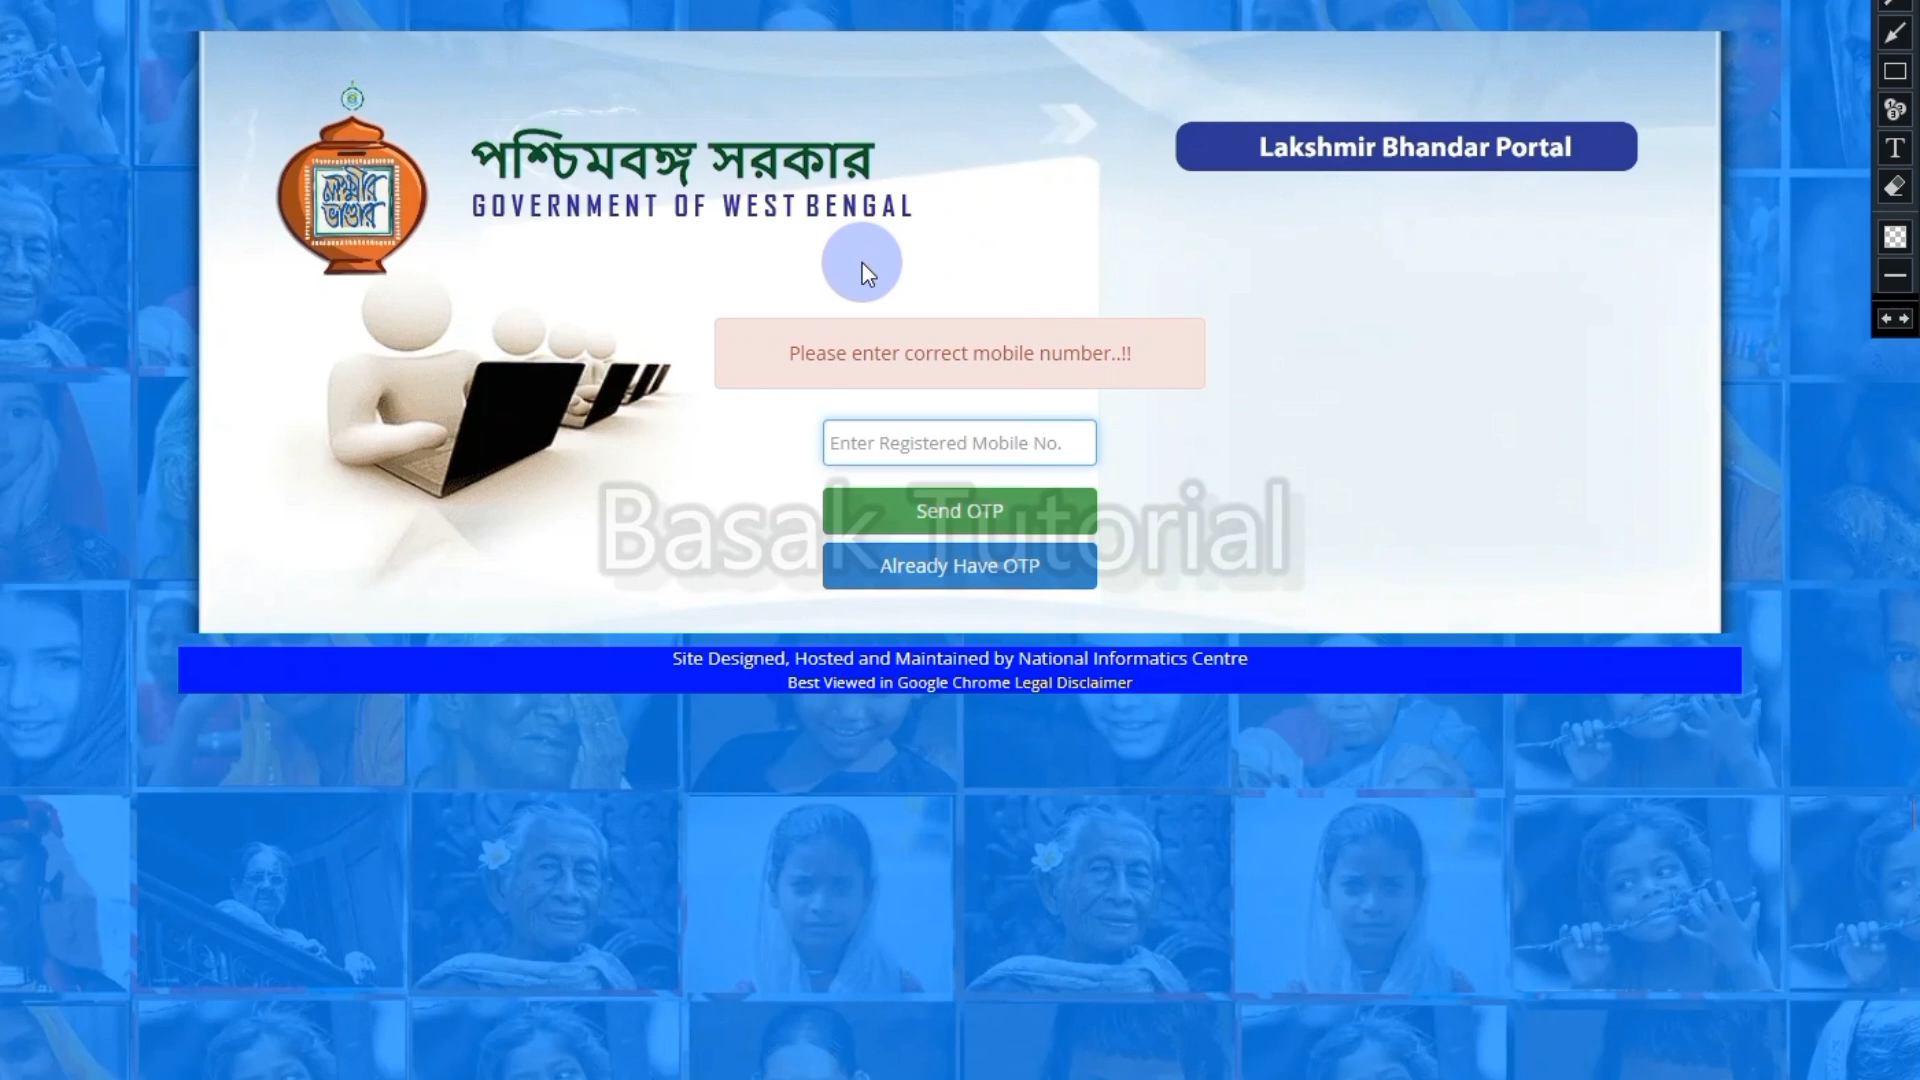 লক্ষ্মীর
ভাণ্ডার
পশ্চিমবঙ্গ সরকার
GOVERNMENT OF WEST BENGAL
Lakshmir Bhandar Portal
Please enter correct mobile number..!!
Enter Registered Mobile No.
Send OTP
Basak Tutorial
Already Have OTP
Site Designed, Hosted and Maintained by National Informatics Centre
Best Viewed in Google Chrome Legal Disclaimer